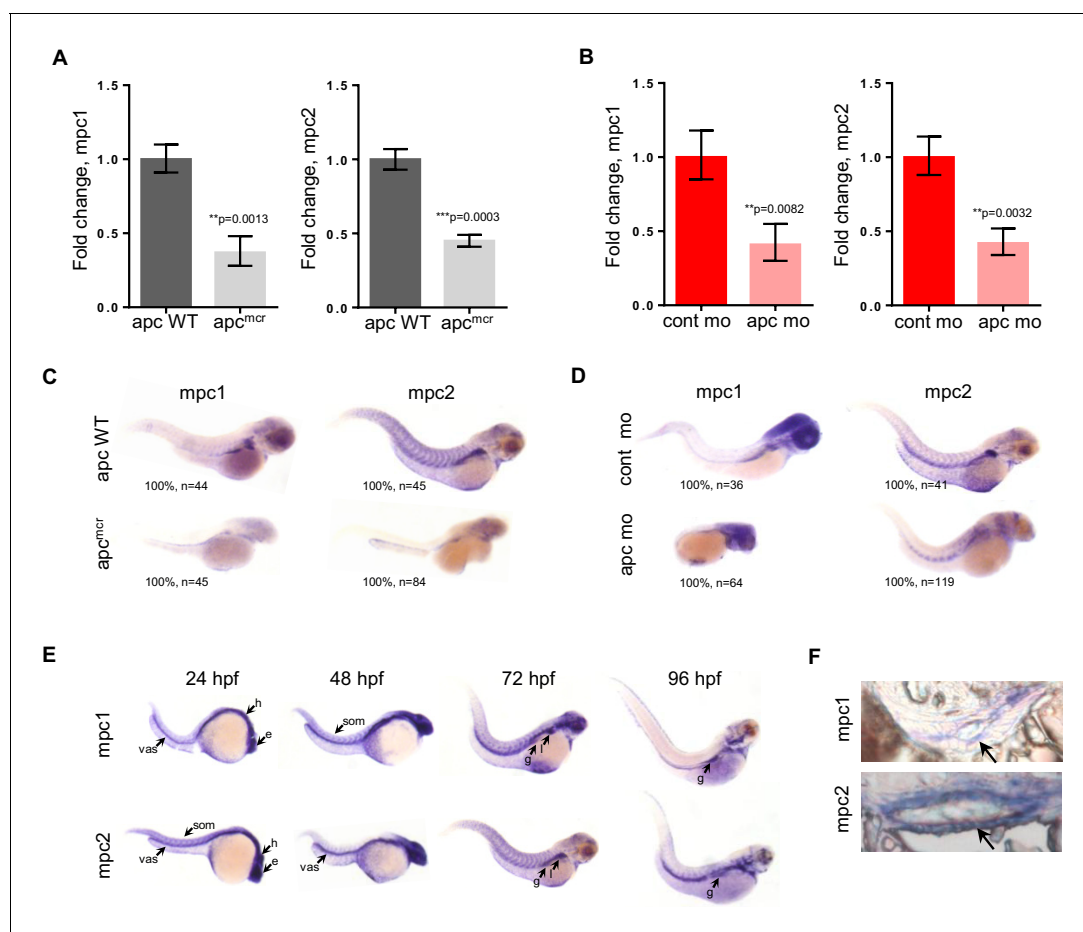 A
Fold change, mpc1
1.5
1.0
0.5
0.0
**p=0.0013
apc WT
apc^mcr
Fold change, mpc2
1.5
1.0
0.5
0.0
***p=0.0003
apc WT
apc^mcr
B
Fold change, mpc1
1.5
1.0
0.5
0.0
**p=0.0082
cont mo
apc mo
Fold change, mpc2
1.5
1.0
0.5
0.0
**p=0.0032
cont mo
apc mo
C
mpc1
mpc2
apc WT
100%, n=44
100%, n=45
apc^mcr
100%, n=45
100%, n=84
D
mpc1
mpc2
cont mo
100%, n=36
100%, n=41
apc mo
100%, n=64
100%, n=119
E
24 hpf
48 hpf
72 hpf
96 hpf
mpc1
h
e
vas
som
g
l
g
mpc2
som
h
e
vas
vas
g
l
g
F
mpc1
mpc2